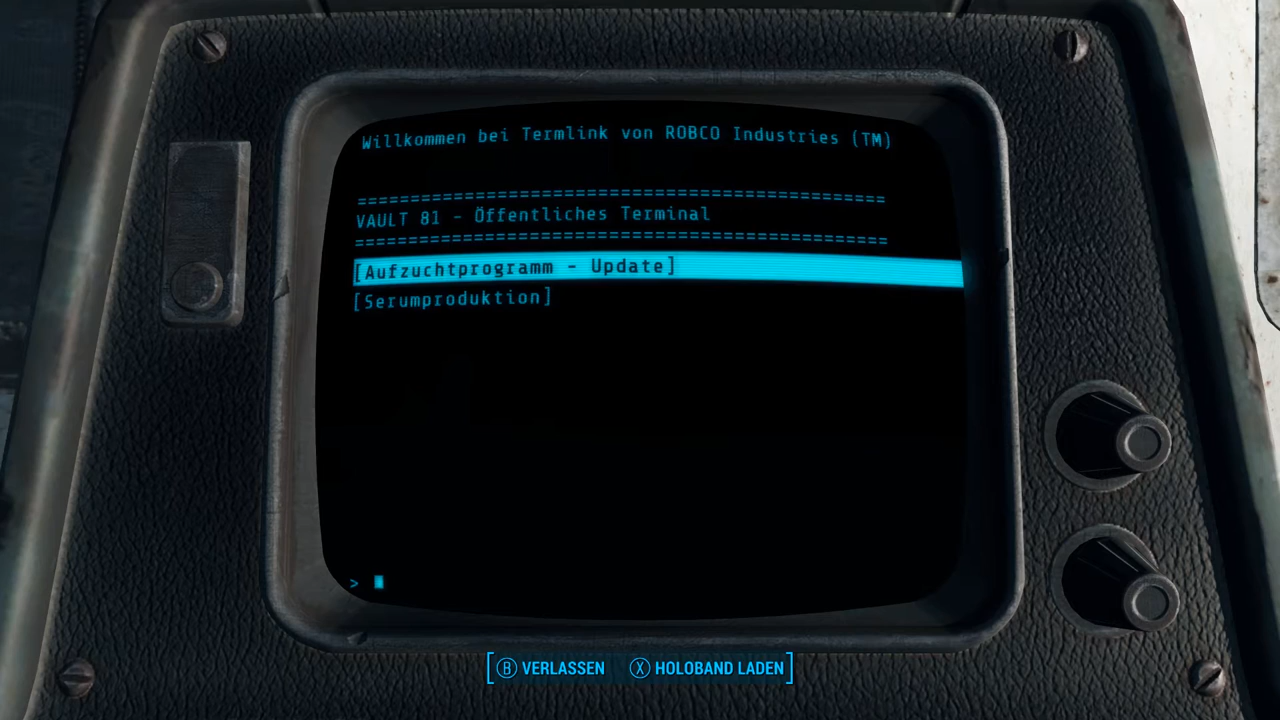 Willkommen bei Termlink von ROBCO Industries (TM)
=================================================
VAULT 81 - Öffentliches Terminal
=================================================
[Aufzuchtprogramm - Update]
[Serumproduktion]
>
[Ⓑ VERLASSEN Ⓧ HOLOBAND LADEN]